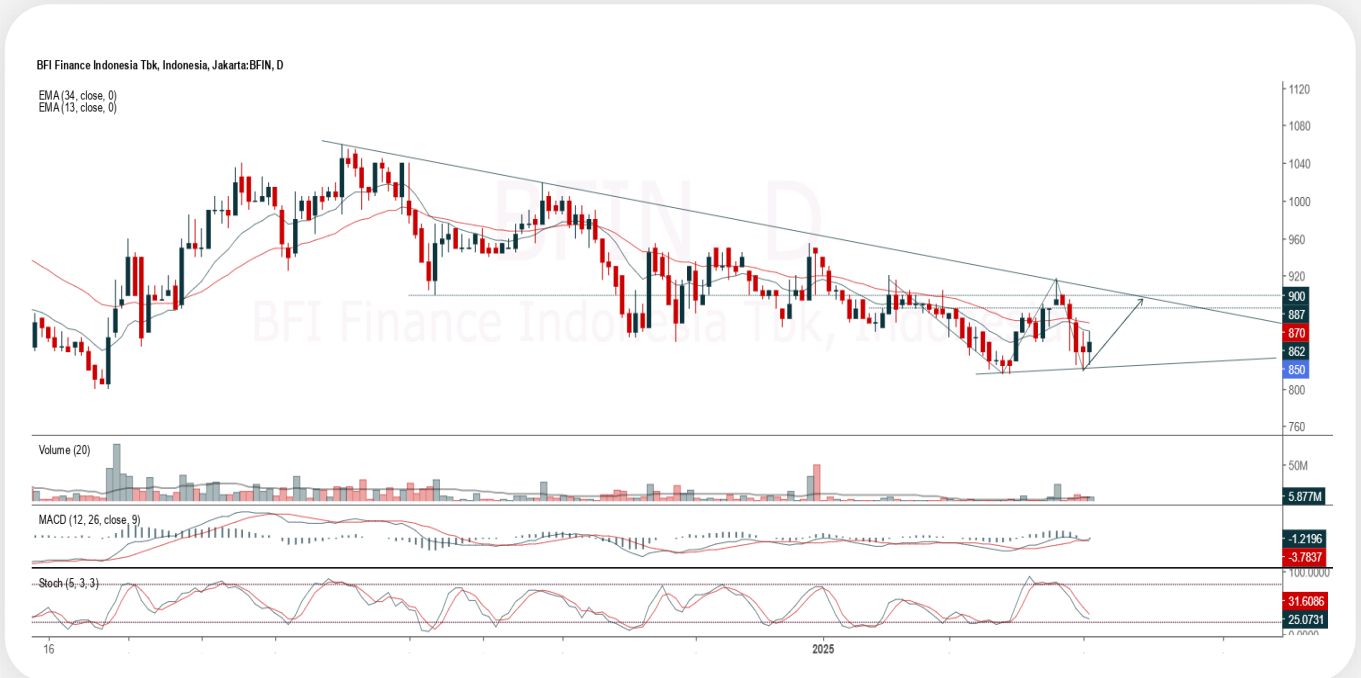 BFI Finance Indonesia Tbk, Indonesia, Jakarta:BFIN, D
EMA (34, close, 0)
EMA (13, close, 0)
1120
1080
1040
1000
960
920
900
887
870
862
850
800
760
BFIN, D
BFI Finance Indonesia Tbk, Indonesia
Volume (20)
50M
5.877M
MACD (12, 26, close, 9)
-1.2196
-3.7837
Stoch (5, 3, 3)
100.0000
31.6086
25.0731
0.0000
16
2025